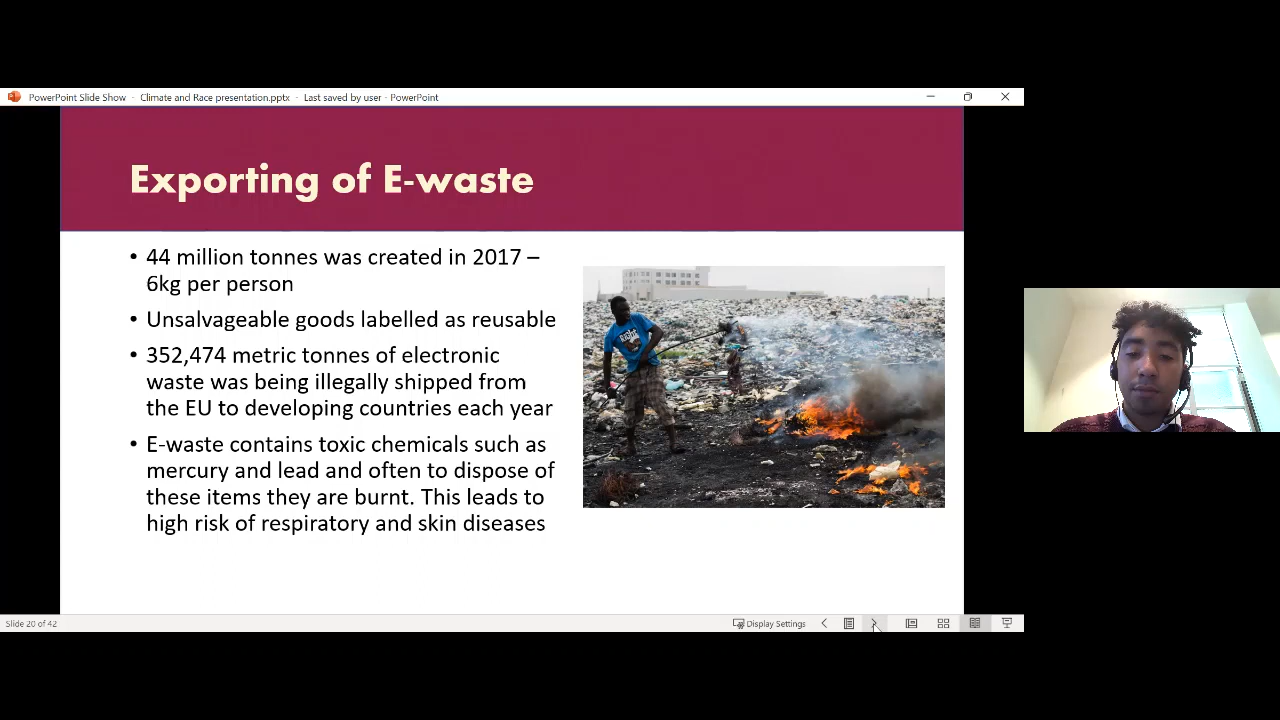 PowerPoint Slide Show - Climate and Race presentation.pptx - Last saved by user - PowerPoint
Exporting of E-waste
• 44 million tonnes was created in 2017 –
6kg per person
• Unsalvageable goods labelled as reusable
• 352,474 metric tonnes of electronic
waste was being illegally shipped from
the EU to developing countries each year
• E-waste contains toxic chemicals such as
mercury and lead and often to dispose of
these items they are burnt. This leads to
high risk of respiratory and skin diseases
Slide 20 of 42
Display Settings